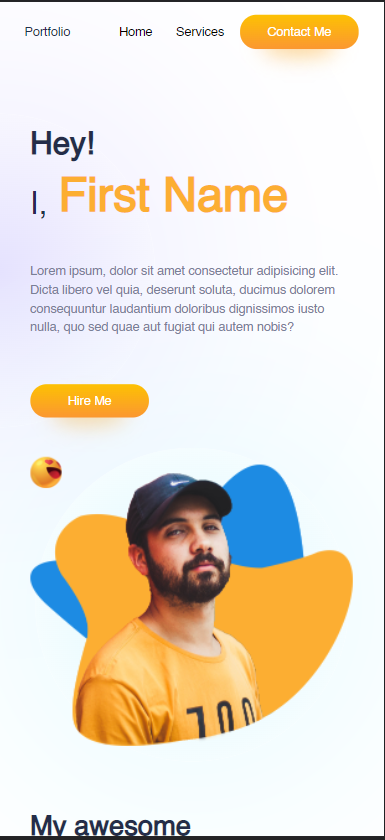 Portfolio Home Services Contact Me
Hey!
I, First Name
Lorem ipsum, dolor sit amet consectetur adipisicing elit.
Dicta libero vel quia, deserunt soluta, ducimus dolorem
consequuntur laudantium doloribus dignissimos iusto
nulla, quo sed quae aut fugiat qui autem nobis?
Hire Me
My awesome